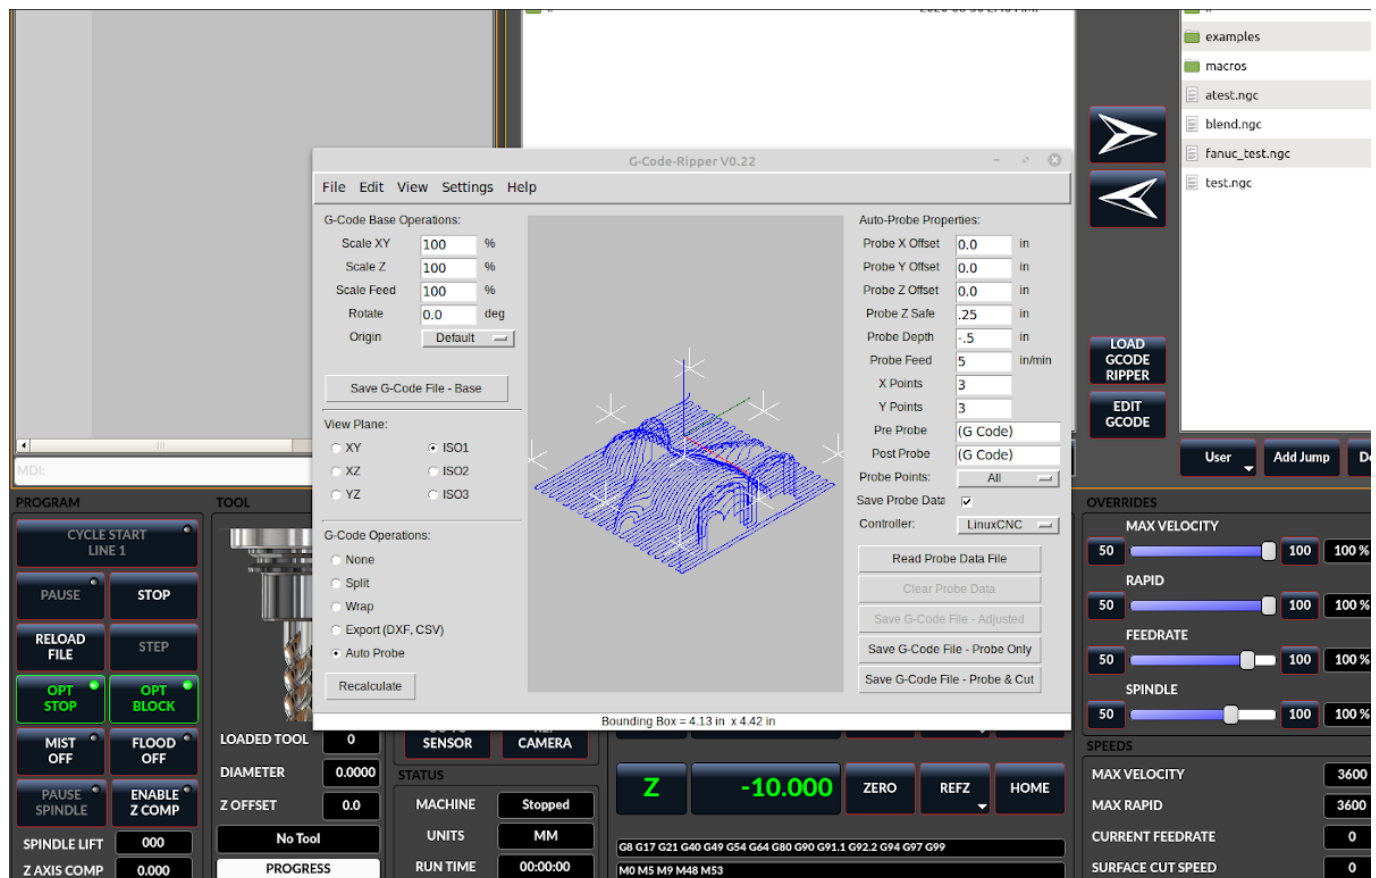 examples
macros
atest.ngc
blend.ngc
fanuc_test.ngc
test.ngc
G-Code-Ripper V0.22
File Edit View Settings Help
G-Code Base Operations:
Scale XY 100 %
Scale Z 100 %
Scale Feed 100 %
Rotate 0.0 deg
Origin Default
Save G-Code File - Base
View Plane:
XY ISO1
XZ ISO2
YZ ISO3
G-Code Operations:
None
Split
Wrap
Export (DXF, CSV)
Auto Probe
Recalculate
Auto-Probe Properties:
Probe X Offset 0.0 in
Probe Y Offset 0.0 in
Probe Z Offset 0.0 in
Probe Z Safe .25 in
Probe Depth -.5 in
Probe Feed 5 in/min
X Points 3
Y Points 3
Pre Probe (G Code)
Post Probe (G Code)
Probe Points: All
Save Probe Data
Controller: LinuxCNC
Read Probe Data File
Clear Probe Data
Save G-Code File - Adjusted
Save G-Code File - Probe Only
Save G-Code File - Probe & Cut
Bounding Box = 4.13 in x 4.42 in
LOAD
GCODE
RIPPER
EDIT
GCODE
User Add Jump
MDI:
PROGRAM
CYCLE START
LINE 1
PAUSE STOP
RELOAD
FILE
STEP
OPT
STOP
OPT
BLOCK
MIST
OFF
FLOOD
OFF
PAUSE
SPINDLE
ENABLE
Z COMP
SPINDLE LIFT 000
Z AXIS COMP 0.000
TOOL
LOADED TOOL 0
DIAMETER 0.0000
Z OFFSET 0.0
No Tool
PROGRESS
SENSOR
CAMERA
STATUS
MACHINE Stopped
UNITS MM
RUN TIME 00:00:00
Z -10.000 ZERO REFZ HOME
G8 G17 G21 G40 G49 G54 G64 G80 G90 G91.1 G92.2 G94 G97 G99
M0 M5 M9 M48 M53
OVERRIDES
MAX VELOCITY
50 100 100 %
RAPID
50 100 100 %
FEEDRATE
50 100 100 %
SPINDLE
50 100 100 %
SPEEDS
MAX VELOCITY 3600
MAX RAPID 3600
CURRENT FEEDRATE 0
SURFACE CUT SPEED 0